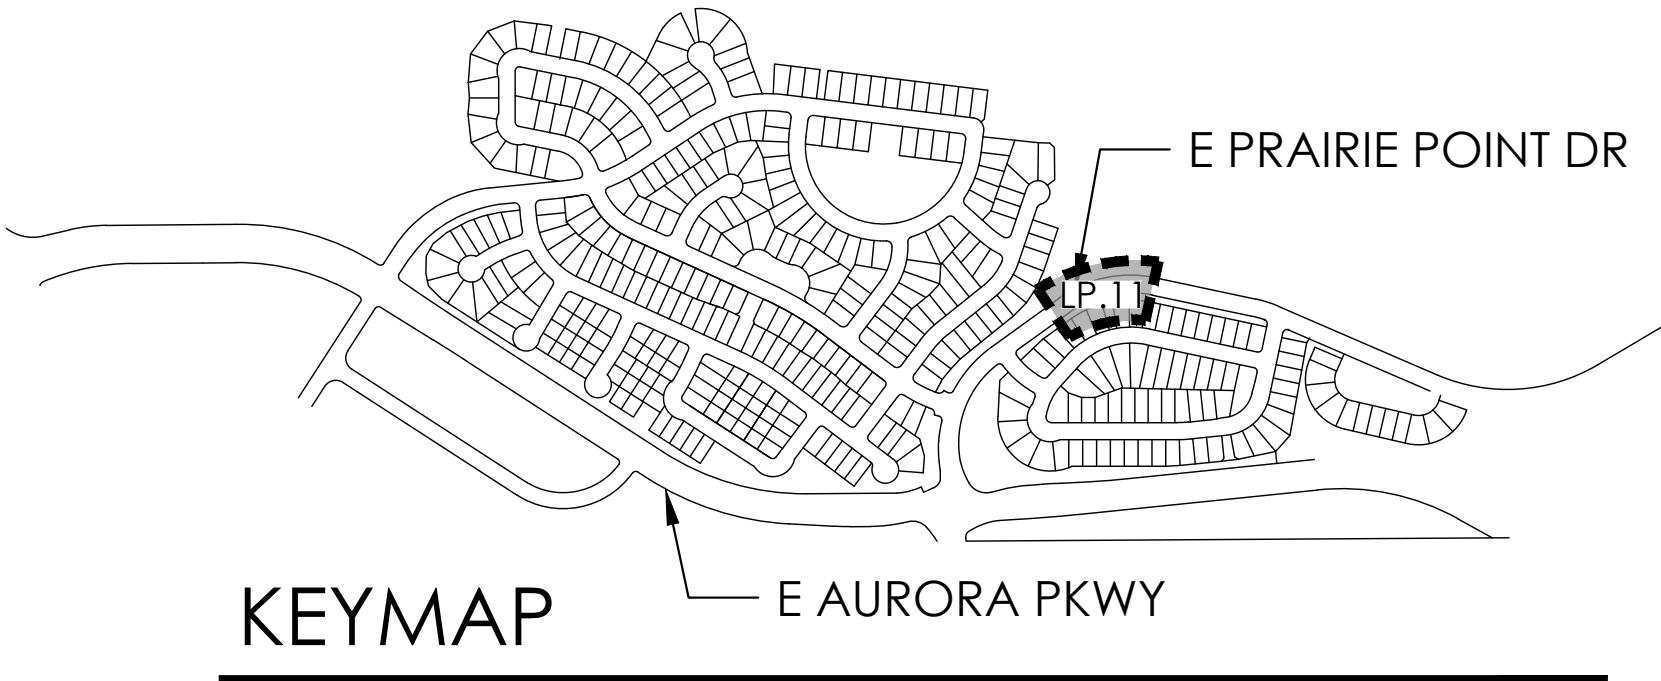 E PRAIRIE POINT DR
LP.11
E AURORA PKWY
KEYMAP